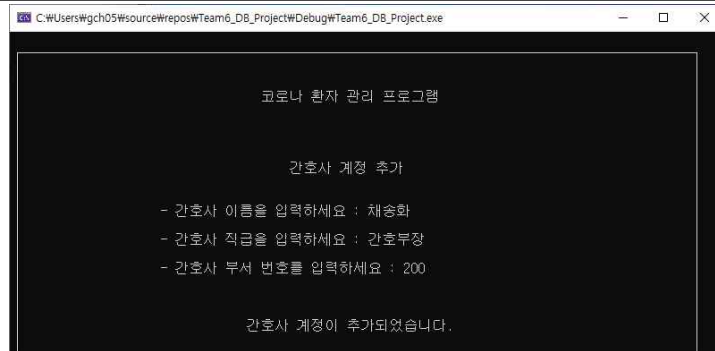 C:₩Users₩gch05₩source₩repos₩Team6_DB_Project₩Debug₩Team6_DB_Project.exe
코로나 환자 관리 프로그램
간호사 계정 추가
- 간호사 이름을 입력하세요 : 채송화
- 간호사 직급을 입력하세요 : 간호부장
- 간호사 부서 번호를 입력하세요 : 200
간호사 계정이 추가되었습니다.